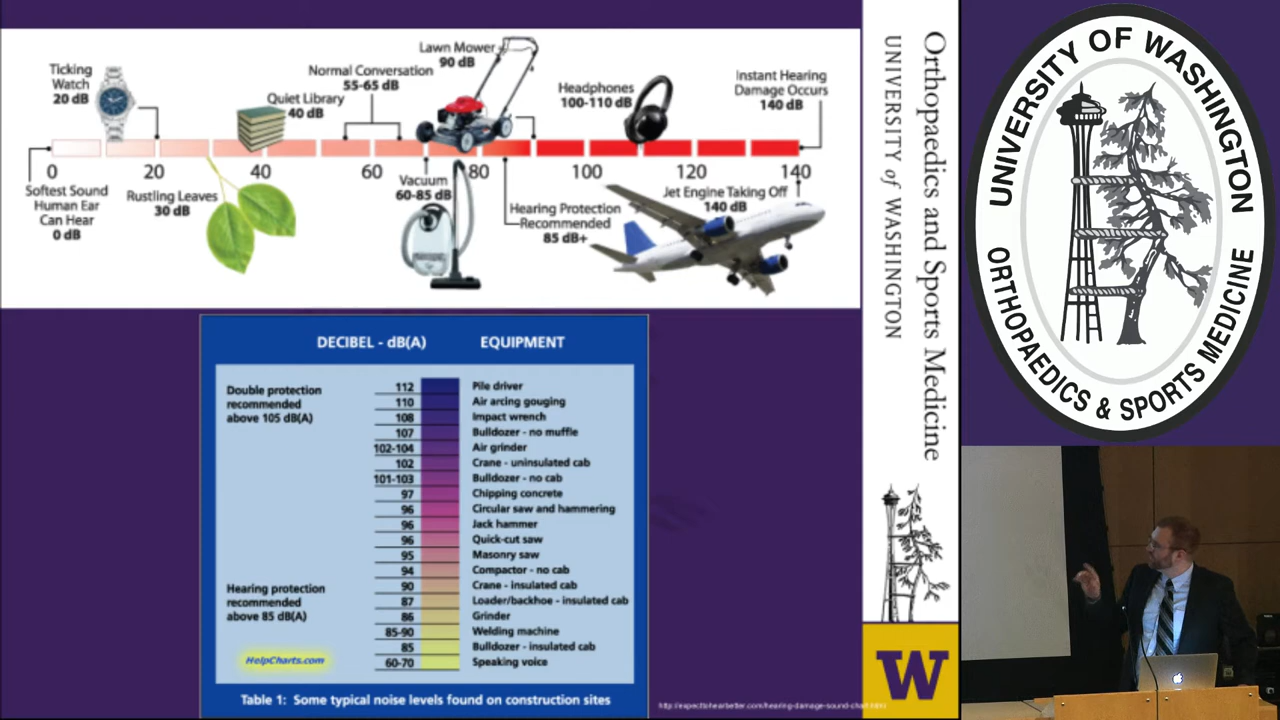 Ticking
Watch
20 dB
Quiet Library
40 dB
Normal Conversation
55-65 dB
Lawn Mower
90 dB
Headphones
100-110 dB
Instant Hearing
Damage Occurs
140 dB
0 20 40 60 80 100 120 140
Softest Sound
Human Ear
Can Hear
0 dB
Rustling Leaves
30 dB
Vacuum
60-85 dB
Hearing Protection
Recommended
85 dB+
Jet Engine Taking Off
140 dB
DECIBEL - dB(A) EQUIPMENT
Double protection
recommended
above 105 dB(A)
112 Pile driver
110 Air arcing gouging
108 Impact wrench
107 Bulldozer - no muffle
102-104 Air grinder
102 Crane - uninsulated cab
101-103 Bulldozer - no cab
97 Chipping concrete
96 Circular saw and hammering
96 Jack hammer
96 Quick-cut saw
95 Masonry saw
94 Compactor - no cab
90 Crane - insulated cab
87 Loader/backhoe - insulated cab
86 Grinder
85-90 Welding machine
85 Bulldozer - insulated cab
60-70 Speaking voice
Hearing protection
recommended
above 85 dB(A)
HelpCharts.com
Table 1: Some typical noise levels found on construction sites
http://expecttohearbetter.com/hearing-damage-sound-chart.html
Orthopaedics and Sports Medicine
UNIVERSITY of WASHINGTON
W
UNIVERSITY OF WASHINGTON
ORTHOPAEDICS & SPORTS MEDICINE